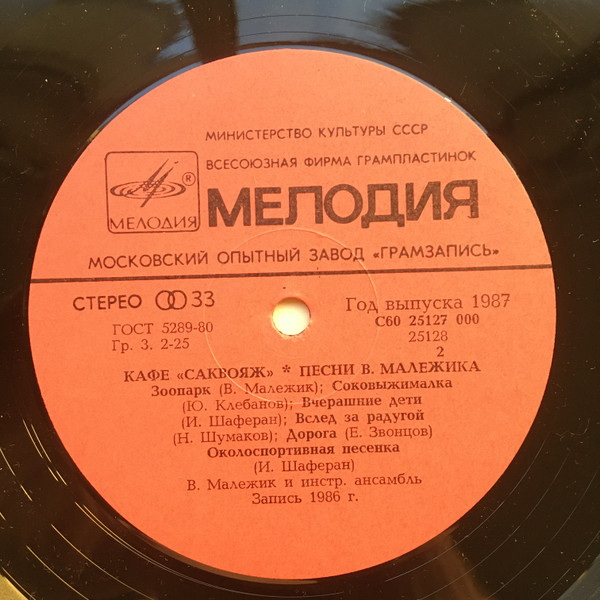 МИНИСТЕРСТВО КУЛЬТУРЫ СССР
ВСЕСОЮЗНАЯ ФИРМА ГРАМПЛАСТИНОК
®
МЕЛОДИЯ
МЕЛОДИЯ
МОСКОВСКИЙ ОПЫТНЫЙ ЗАВОД «ГРАМЗАПИСЬ»
СТЕРЕО 33
ГОСТ 5289-80
Гр. 3. 2-25
Год выпуска 1987
С60 25127 000
25128
2
КАФЕ «САКВОЯЖ» * ПЕСНИ В. МАЛЕЖИКА
Зоопарк (В. Малежик); Соковыжималка
(Ю. Клебанов); Вчерашние дети
(И. Шаферан); Вслед за радугой
(Н. Шумаков); Дорога (Е. Звонцов)
Околоспортивная песенка
(И. Шаферан)
В. Малежик и инстр. ансамбль
Запись 1986 г.